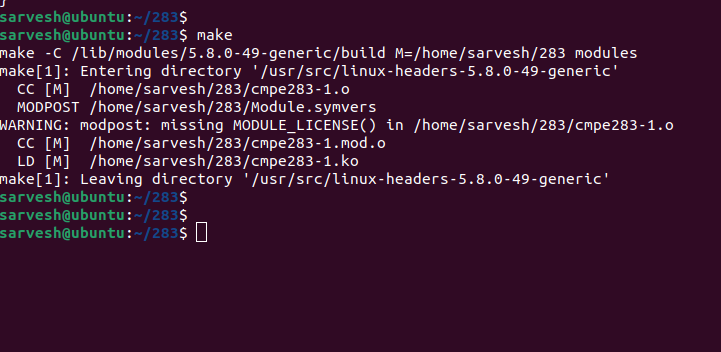 }
sarvesh@ubuntu:~/283$
sarvesh@ubuntu:~/283$ make
make -C /lib/modules/5.8.0-49-generic/build M=/home/sarvesh/283 modules
make[1]: Entering directory '/usr/src/linux-headers-5.8.0-49-generic'
  CC [M]  /home/sarvesh/283/cmpe283-1.o
  MODPOST /home/sarvesh/283/Module.symvers
WARNING: modpost: missing MODULE_LICENSE() in /home/sarvesh/283/cmpe283-1.o
  CC [M]  /home/sarvesh/283/cmpe283-1.mod.o
  LD [M]  /home/sarvesh/283/cmpe283-1.ko
make[1]: Leaving directory '/usr/src/linux-headers-5.8.0-49-generic'
sarvesh@ubuntu:~/283$
sarvesh@ubuntu:~/283$
sarvesh@ubuntu:~/283$